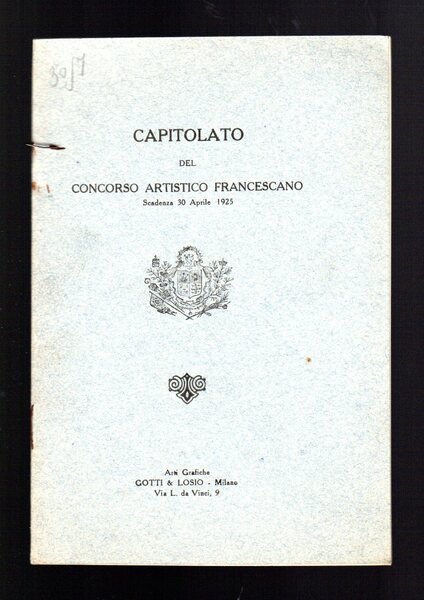 CAPITOLATO
DEL
CONCORSO ARTISTICO FRANCESCANO
Scadenza 30 Aprile 1925
Arti Grafiche
GOTTI & LOSIO - Milano
Via L. da Vinci, 9